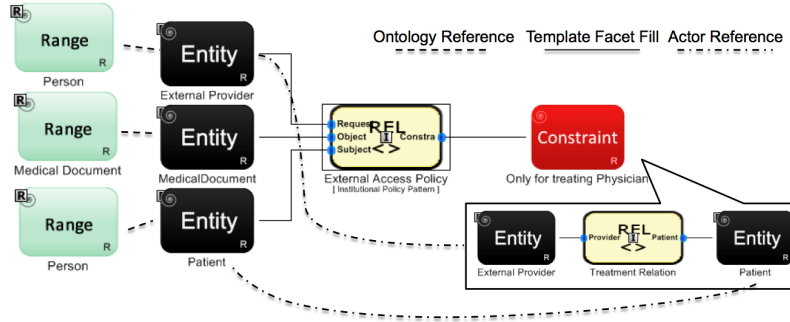 R
Range
R
Person
Entity
R
External Provider
Ontology Reference Template Facet Fill Actor Reference
R
Range
R
Medical Document
Entity
R
MedicalDocument
Reques
Object
Subject
REL
I
<>
Constra
External Access Policy
[ Institutional Policy Pattern ]
Constraint
R
Only for treating Physician
R
Range
R
Person
Entity
R
Patient
Entity
R
External Provider
Provider
REL
I
<>
Patient
Treatment Relation
Entity
R
Patient